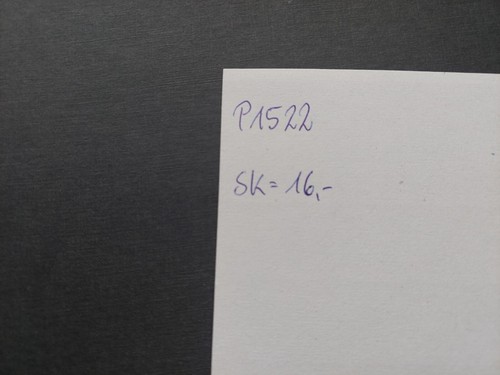 P1522
SK = 16,-